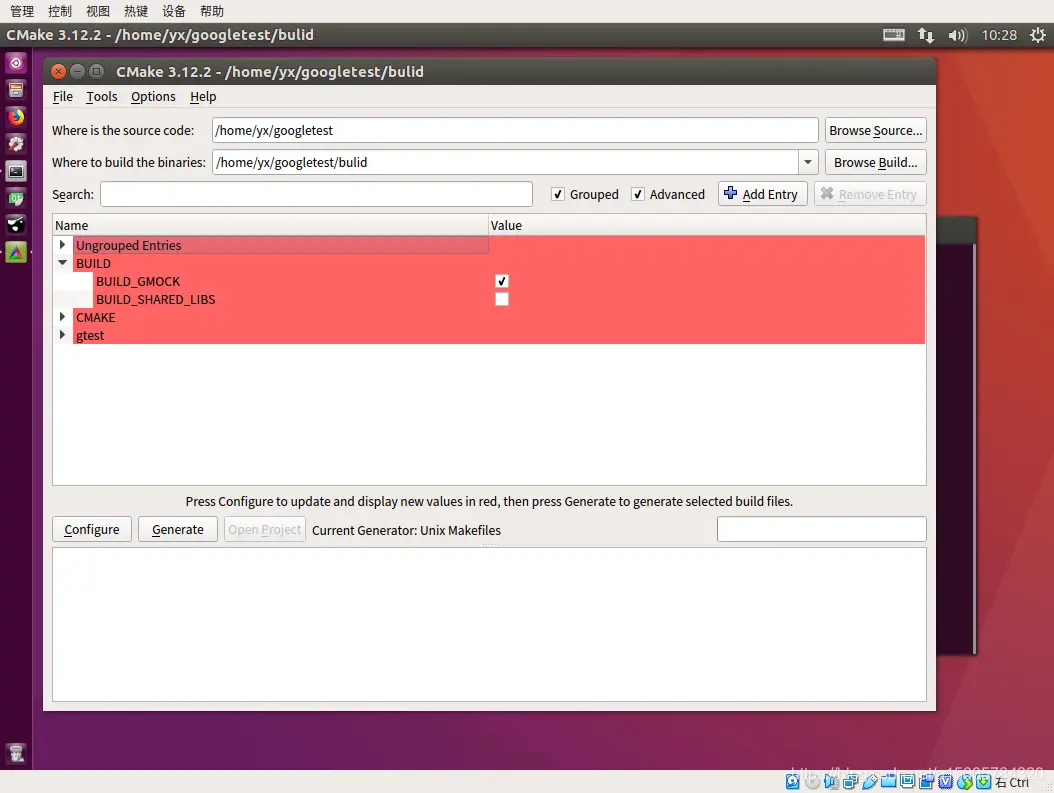 管理 控制 视图 热键 设备 帮助
CMake 3.12.2 - /home/yx/googletest/bulid
10:28
CMake 3.12.2 - /home/yx/googletest/bulid
File Tools Options Help
Where is the source code: /home/yx/googletest Browse Source...
Where to build the binaries: /home/yx/googletest/bulid Browse Build...
Search: Grouped Advanced Add Entry Remove Entry
Name Value
Ungrouped Entries
BUILD
BUILD_GMOCK
BUILD_SHARED_LIBS
CMAKE
gtest
Press Configure to update and display new values in red, then press Generate to generate selected build files.
Configure Generate Open Project Current Generator: Unix Makefiles
右 Ctrl